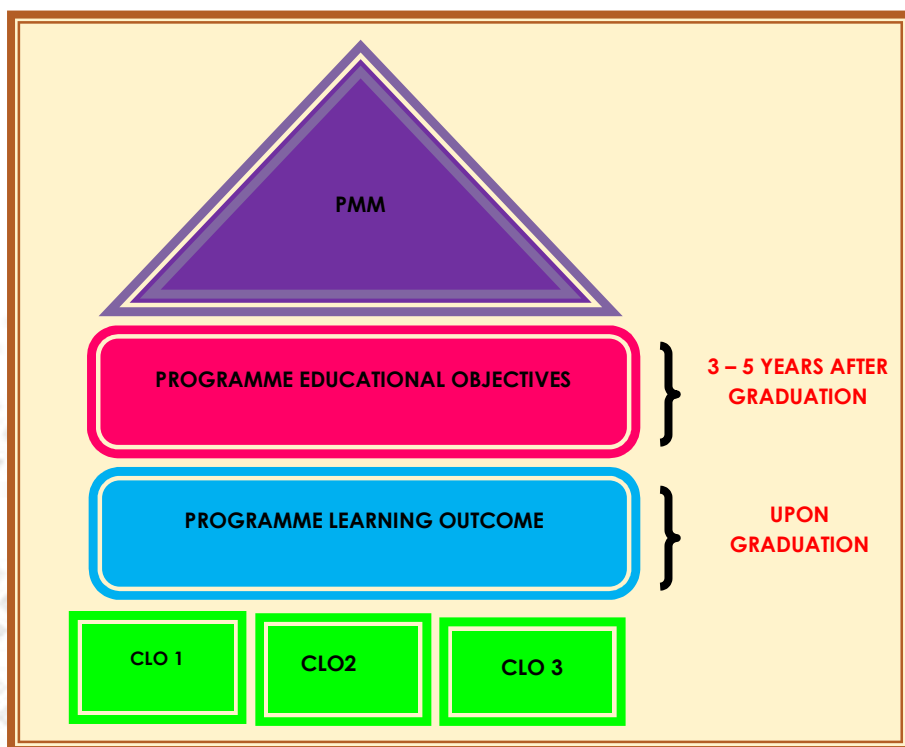 PMM
PROGRAMME EDUCATIONAL OBJECTIVES
3 – 5 YEARS AFTER
GRADUATION
PROGRAMME LEARNING OUTCOME
UPON
GRADUATION
CLO 1
CLO2
CLO 3